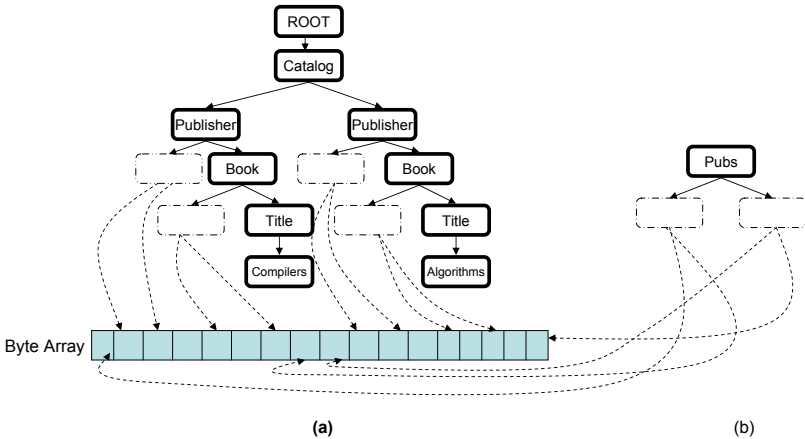 ROOT
Catalog
Publisher
Publisher
Book
Book
Pubs
Title
Title
Compilers
Algorithms
Byte Array
(a)
(b)